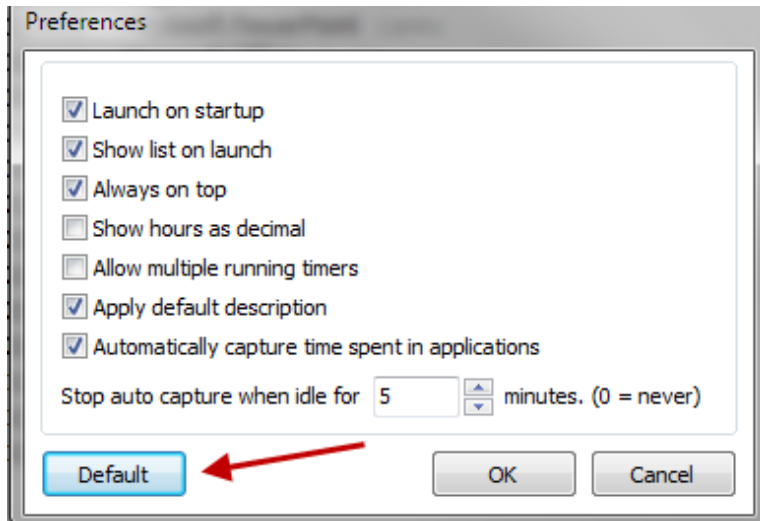 Preferences
Launch on startup
Show list on launch
Always on top
Show hours as decimal
Allow multiple running timers
Apply default description
Automatically capture time spent in applications
Stop auto capture when idle for 5 minutes. (0 = never)
Default OK Cancel